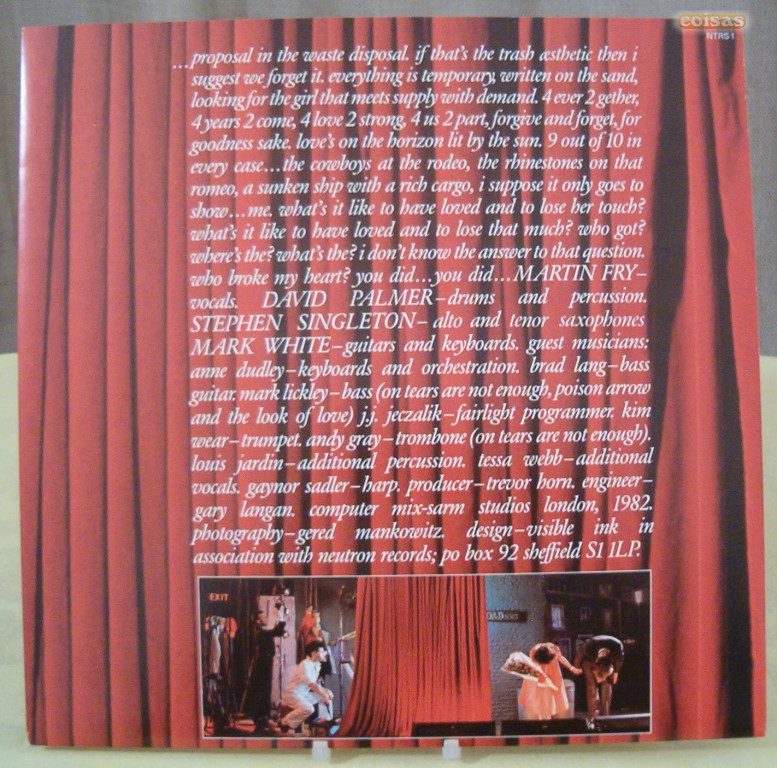 coisas
NTRS 1
...proposal in the waste disposal. if that's the trash æsthetic then i
suggest we forget it. everything is temporary, written on the sand,
looking for the girl that meets supply with demand. 4 ever 2 gether,
4 years 2 come, 4 love 2 strong, 4 us 2 part, forgive and forget, for
goodness sake. love's on the horizon lit by the sun. 9 out of 10 in
every case...the cowboys at the rodeo, the rhinestones on that
romeo, a sunken ship with a rich cargo, i suppose it only goes to
show...me. what's it like to have loved and to lose her touch?
what's it like to have loved and to lose that much? who got?
where's the? what's the? i don't know the answer to that question.
who broke my heart? you did...you did...MARTIN FRY–
vocals. DAVID PALMER–drums and percussion.
STEPHEN SINGLETON–alto and tenor saxophones
MARK WHITE–guitars and keyboards. guest musicians:
anne dudley–keyboards and orchestration. brad lang–bass
guitar. mark lickley–bass (on tears are not enough, poison arrow
and the look of love) j.j. jeczalik–fairlight programmer. kim
wear–trumpet. andy gray–trombone (on tears are not enough).
louis jardin–additional percussion. tessa webb–additional
vocals. gaynor sadler–harp. producer–trevor horn. engineer–
gary langan. computer mix-sarm studios london, 1982.
photography–gered mankowitz. design–visible ink in
association with neutron records; po box 92 sheffield S1 1LP.
EXIT